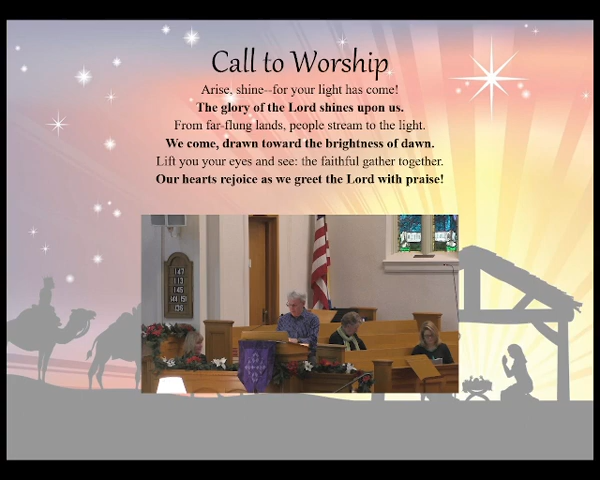 Call to Worship
Arise, shine--for your light has come!
The glory of the Lord shines upon us.
From far-flung lands, people stream to the light.
We come, drawn toward the brightness of dawn.
Lift you your eyes and see: the faithful gather together.
Our hearts rejoice as we greet the Lord with praise!
147
113
145